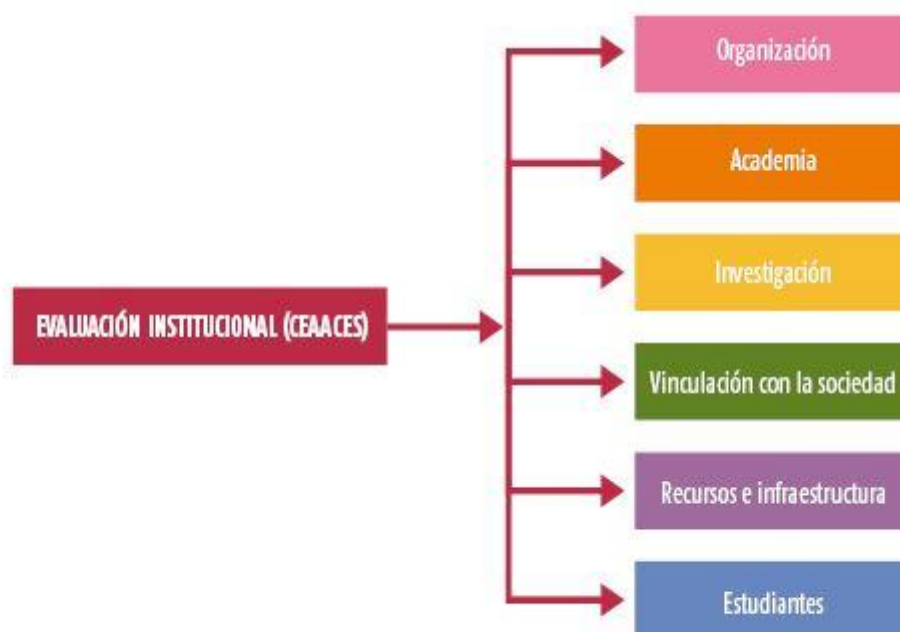 Organización
Academia
Investigación
EVALUACIÓN INSTITUCIONAL (CEAACES)
Vinculación con la sociedad
Recursos e infraestructura
Estudiantes